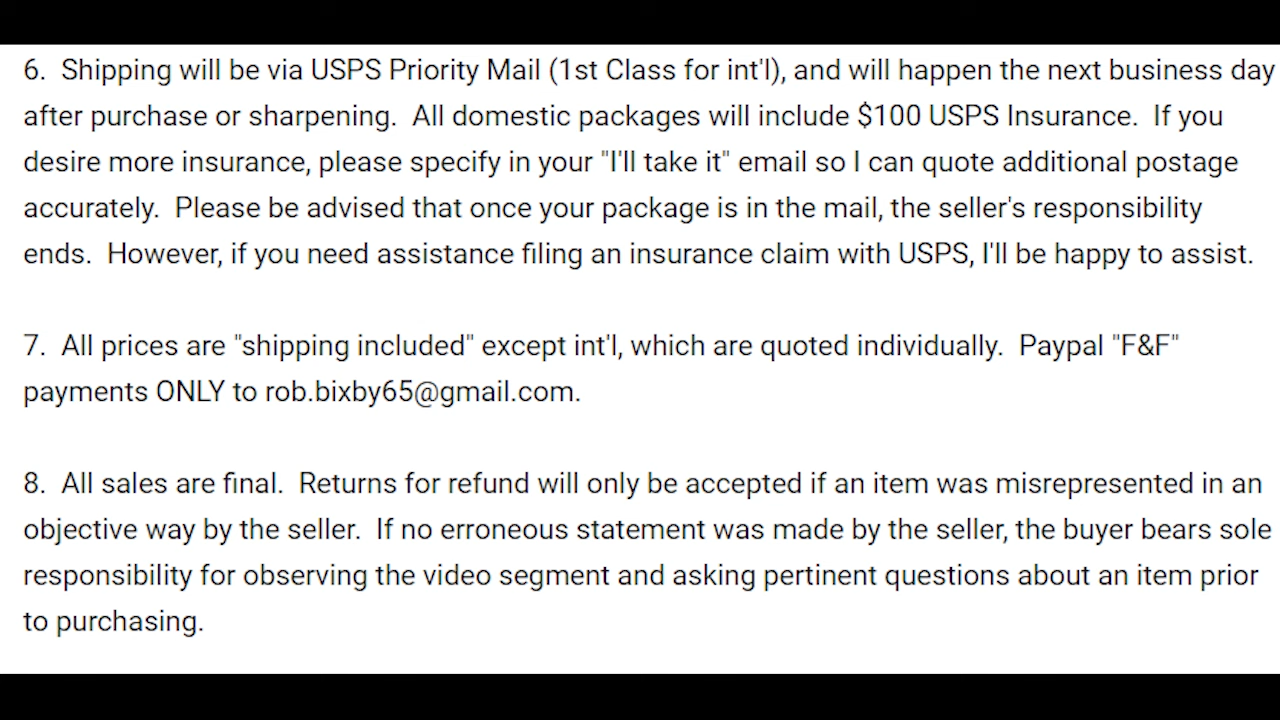 6.  Shipping will be via USPS Priority Mail (1st Class for int'l), and will happen the next business day
after purchase or sharpening.  All domestic packages will include $100 USPS Insurance.  If you
desire more insurance, please specify in your "I'll take it" email so I can quote additional postage
accurately.  Please be advised that once your package is in the mail, the seller's responsibility
ends.  However, if you need assistance filing an insurance claim with USPS, I'll be happy to assist.
7.  All prices are "shipping included" except int'l, which are quoted individually.  Paypal "F&F"
payments ONLY to rob.bixby65@gmail.com.
8.  All sales are final.  Returns for refund will only be accepted if an item was misrepresented in an
objective way by the seller.  If no erroneous statement was made by the seller, the buyer bears sole
responsibility for observing the video segment and asking pertinent questions about an item prior
to purchasing.